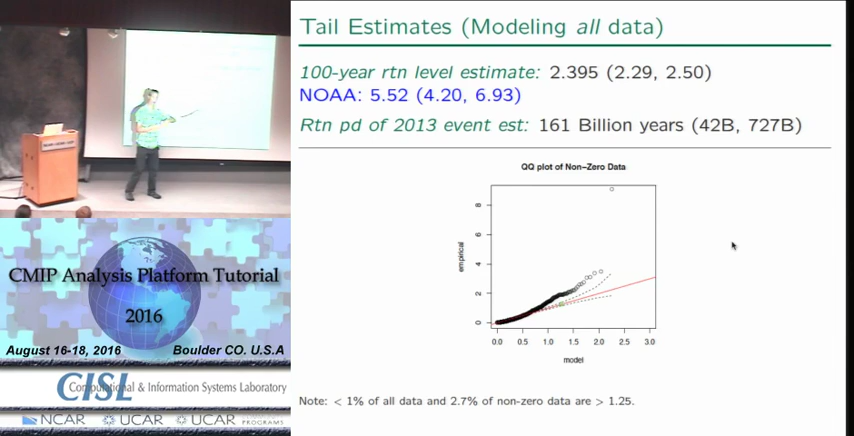 Tail Estimates (Modeling all data)
100-year rtn level estimate: 2.395 (2.29, 2.50)
NOAA: 5.52 (4.20, 6.93)
Rtn pd of 2013 event est: 161 Billion years (42B, 727B)
QQ plot of Non-Zero Data
empirical
8
6
4
2
0
0.0 0.5 1.0 1.5 2.0 2.5 3.0
model
Note: < 1% of all data and 2.7% of non-zero data are > 1.25.
CMIP Analysis Platform Tutorial
2016
August 16-18, 2016 Boulder CO. U.S.A
CISL
Computational & Information Systems Laboratory
NCAR UCAR UCAR
PROGRAMS